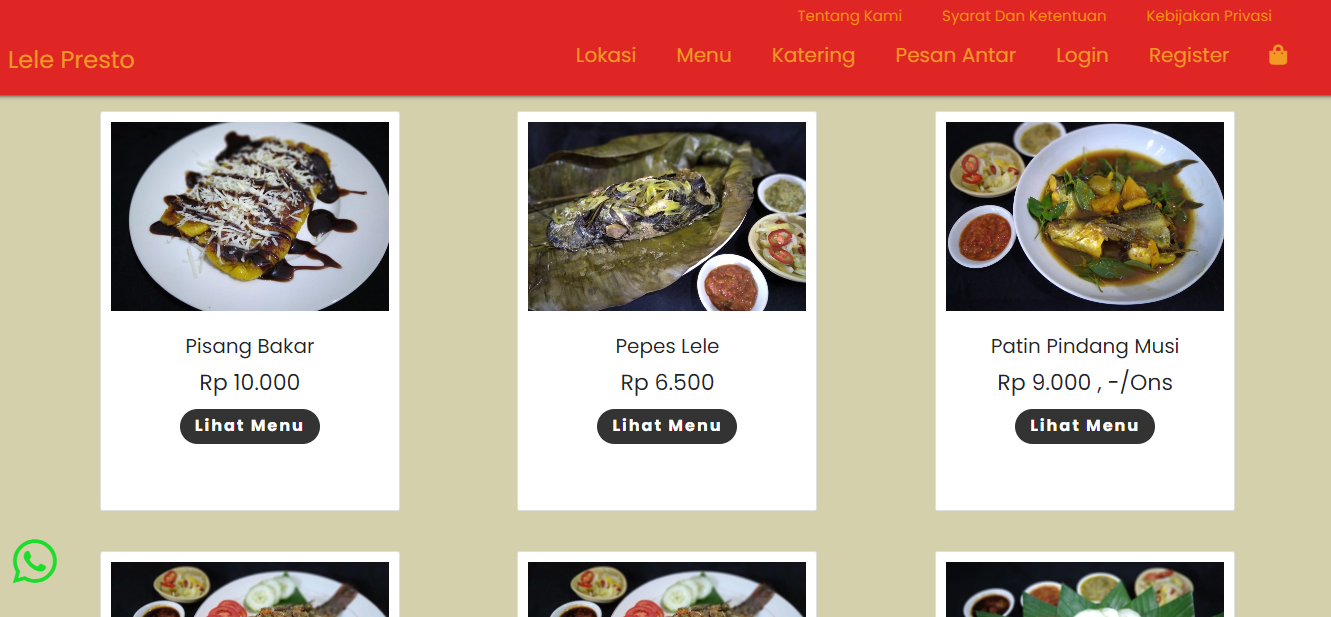 Tentang Kami Syarat Dan Ketentuan Kebijakan Privasi
Lele Presto Lokasi Menu Katering Pesan Antar Login Register
Pisang Bakar
Rp 10.000
Lihat Menu
Pepes Lele
Rp 6.500
Lihat Menu
Patin Pindang Musi
Rp 9.000 , -/Ons
Lihat Menu